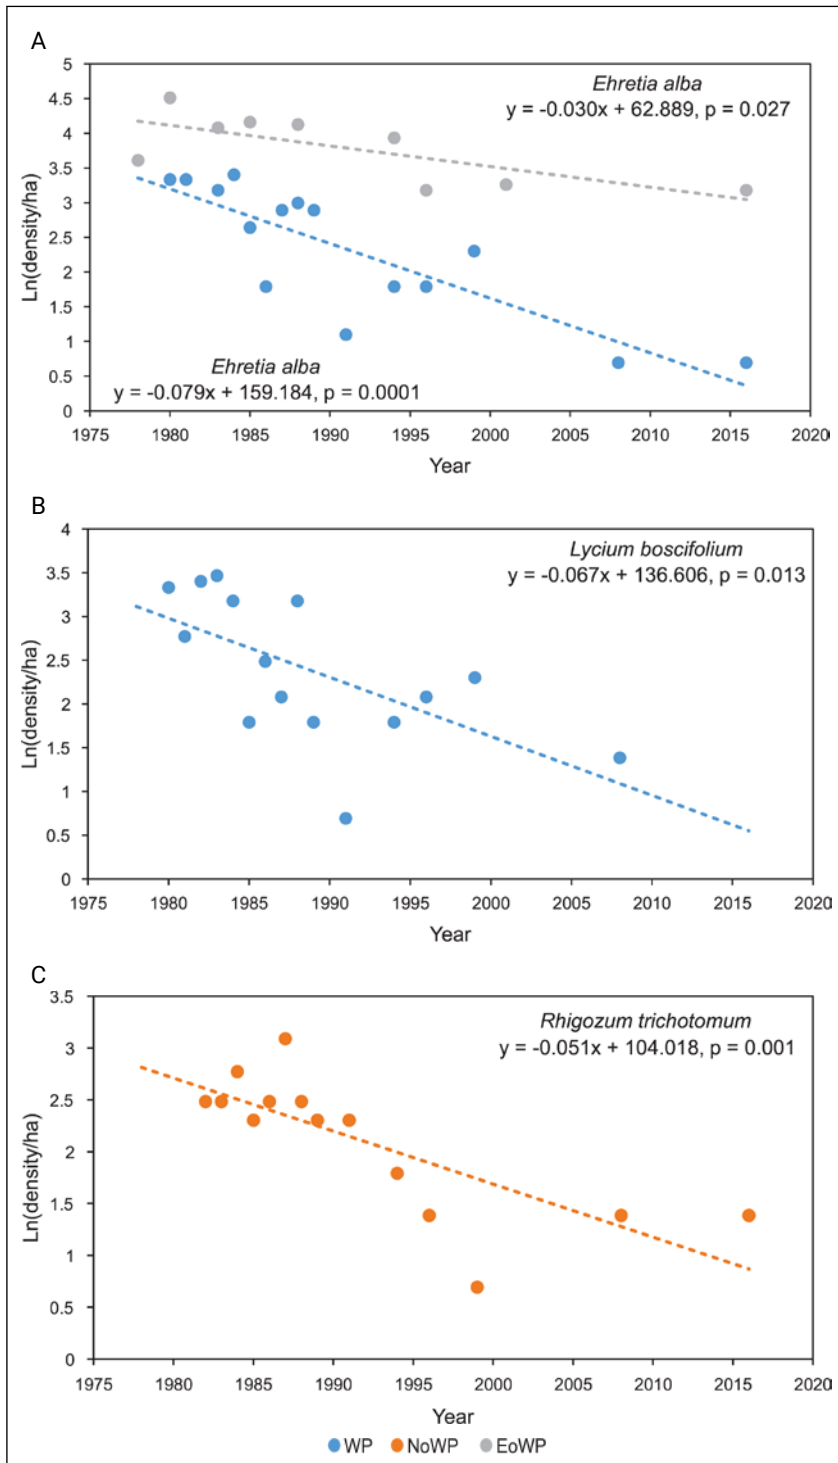 A
5
4.5
4
3.5
3
2.5
2
1.5
1
0.5
0
Ln(density/ha)
Ehretia alba
y = -0.030x + 62.889, p = 0.027
Ehretia alba
y = -0.079x + 159.184, p = 0.0001
1975 1980 1985 1990 1995 2000 2005 2010 2015 2020
Year
B
4
3.5
3
2.5
2
1.5
1
0.5
0
Ln(density/ha)
Lycium boscifolium
y = -0.067x + 136.606, p = 0.013
1975 1980 1985 1990 1995 2000 2005 2010 2015 2020
Year
C
3.5
3
2.5
2
1.5
1
0.5
0
Ln(density/ha)
Rhigozum trichotomum
y = -0.051x + 104.018, p = 0.001
1975 1980 1985 1990 1995 2000 2005 2010 2015 2020
Year
WP NoWP EoWP